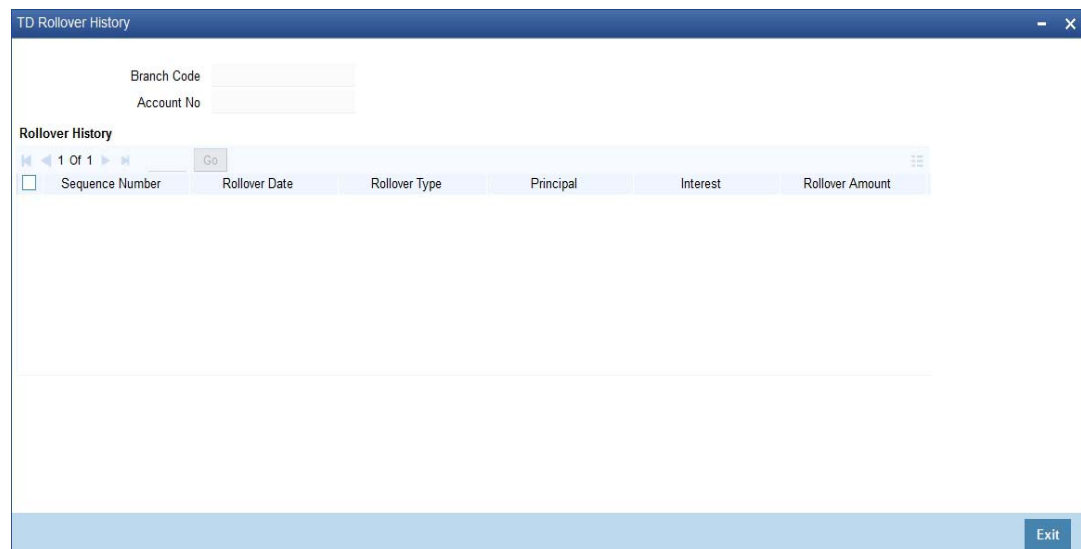 TD Rollover History
Branch Code
Account No
Rollover History
1 Of 1 Go
Sequence Number Rollover Date Rollover Type Principal Interest Rollover Amount
Exit